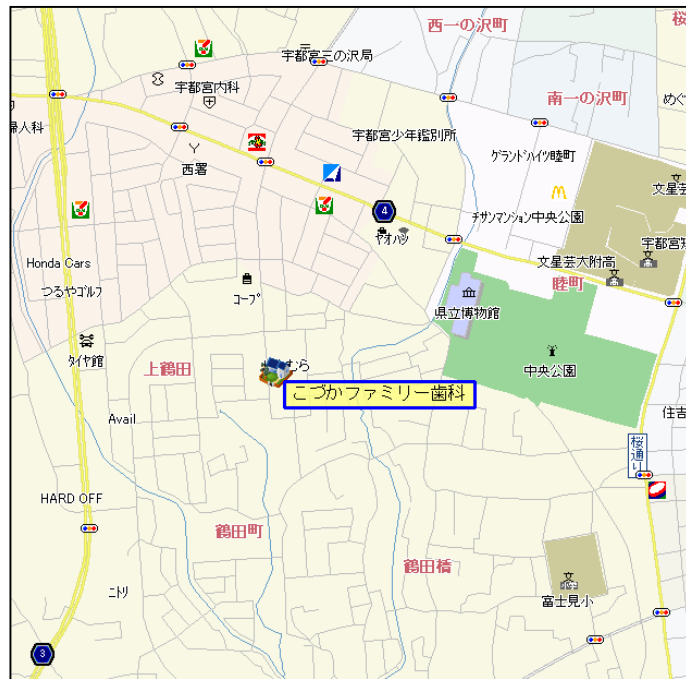 西一の沢町
宇都宮三の沢局
宇都宮内科
南一の沢町
婦人科
宇都宮少年鑑別所
西署
グランドハイツ睦町
文星芸
チサンマンション中央公園
4
ヤオハン
宇都宮短
文星芸大附高
Honda Cars
睦町
つるやゴルフ
コープ
県立博物館
タイヤ館
上鶴田
むら
中央公園
こづかファミリー歯科
Avail
住吉
桜通り
HARD OFF
鶴田町
鶴田橋
ニトリ
富士見小
3